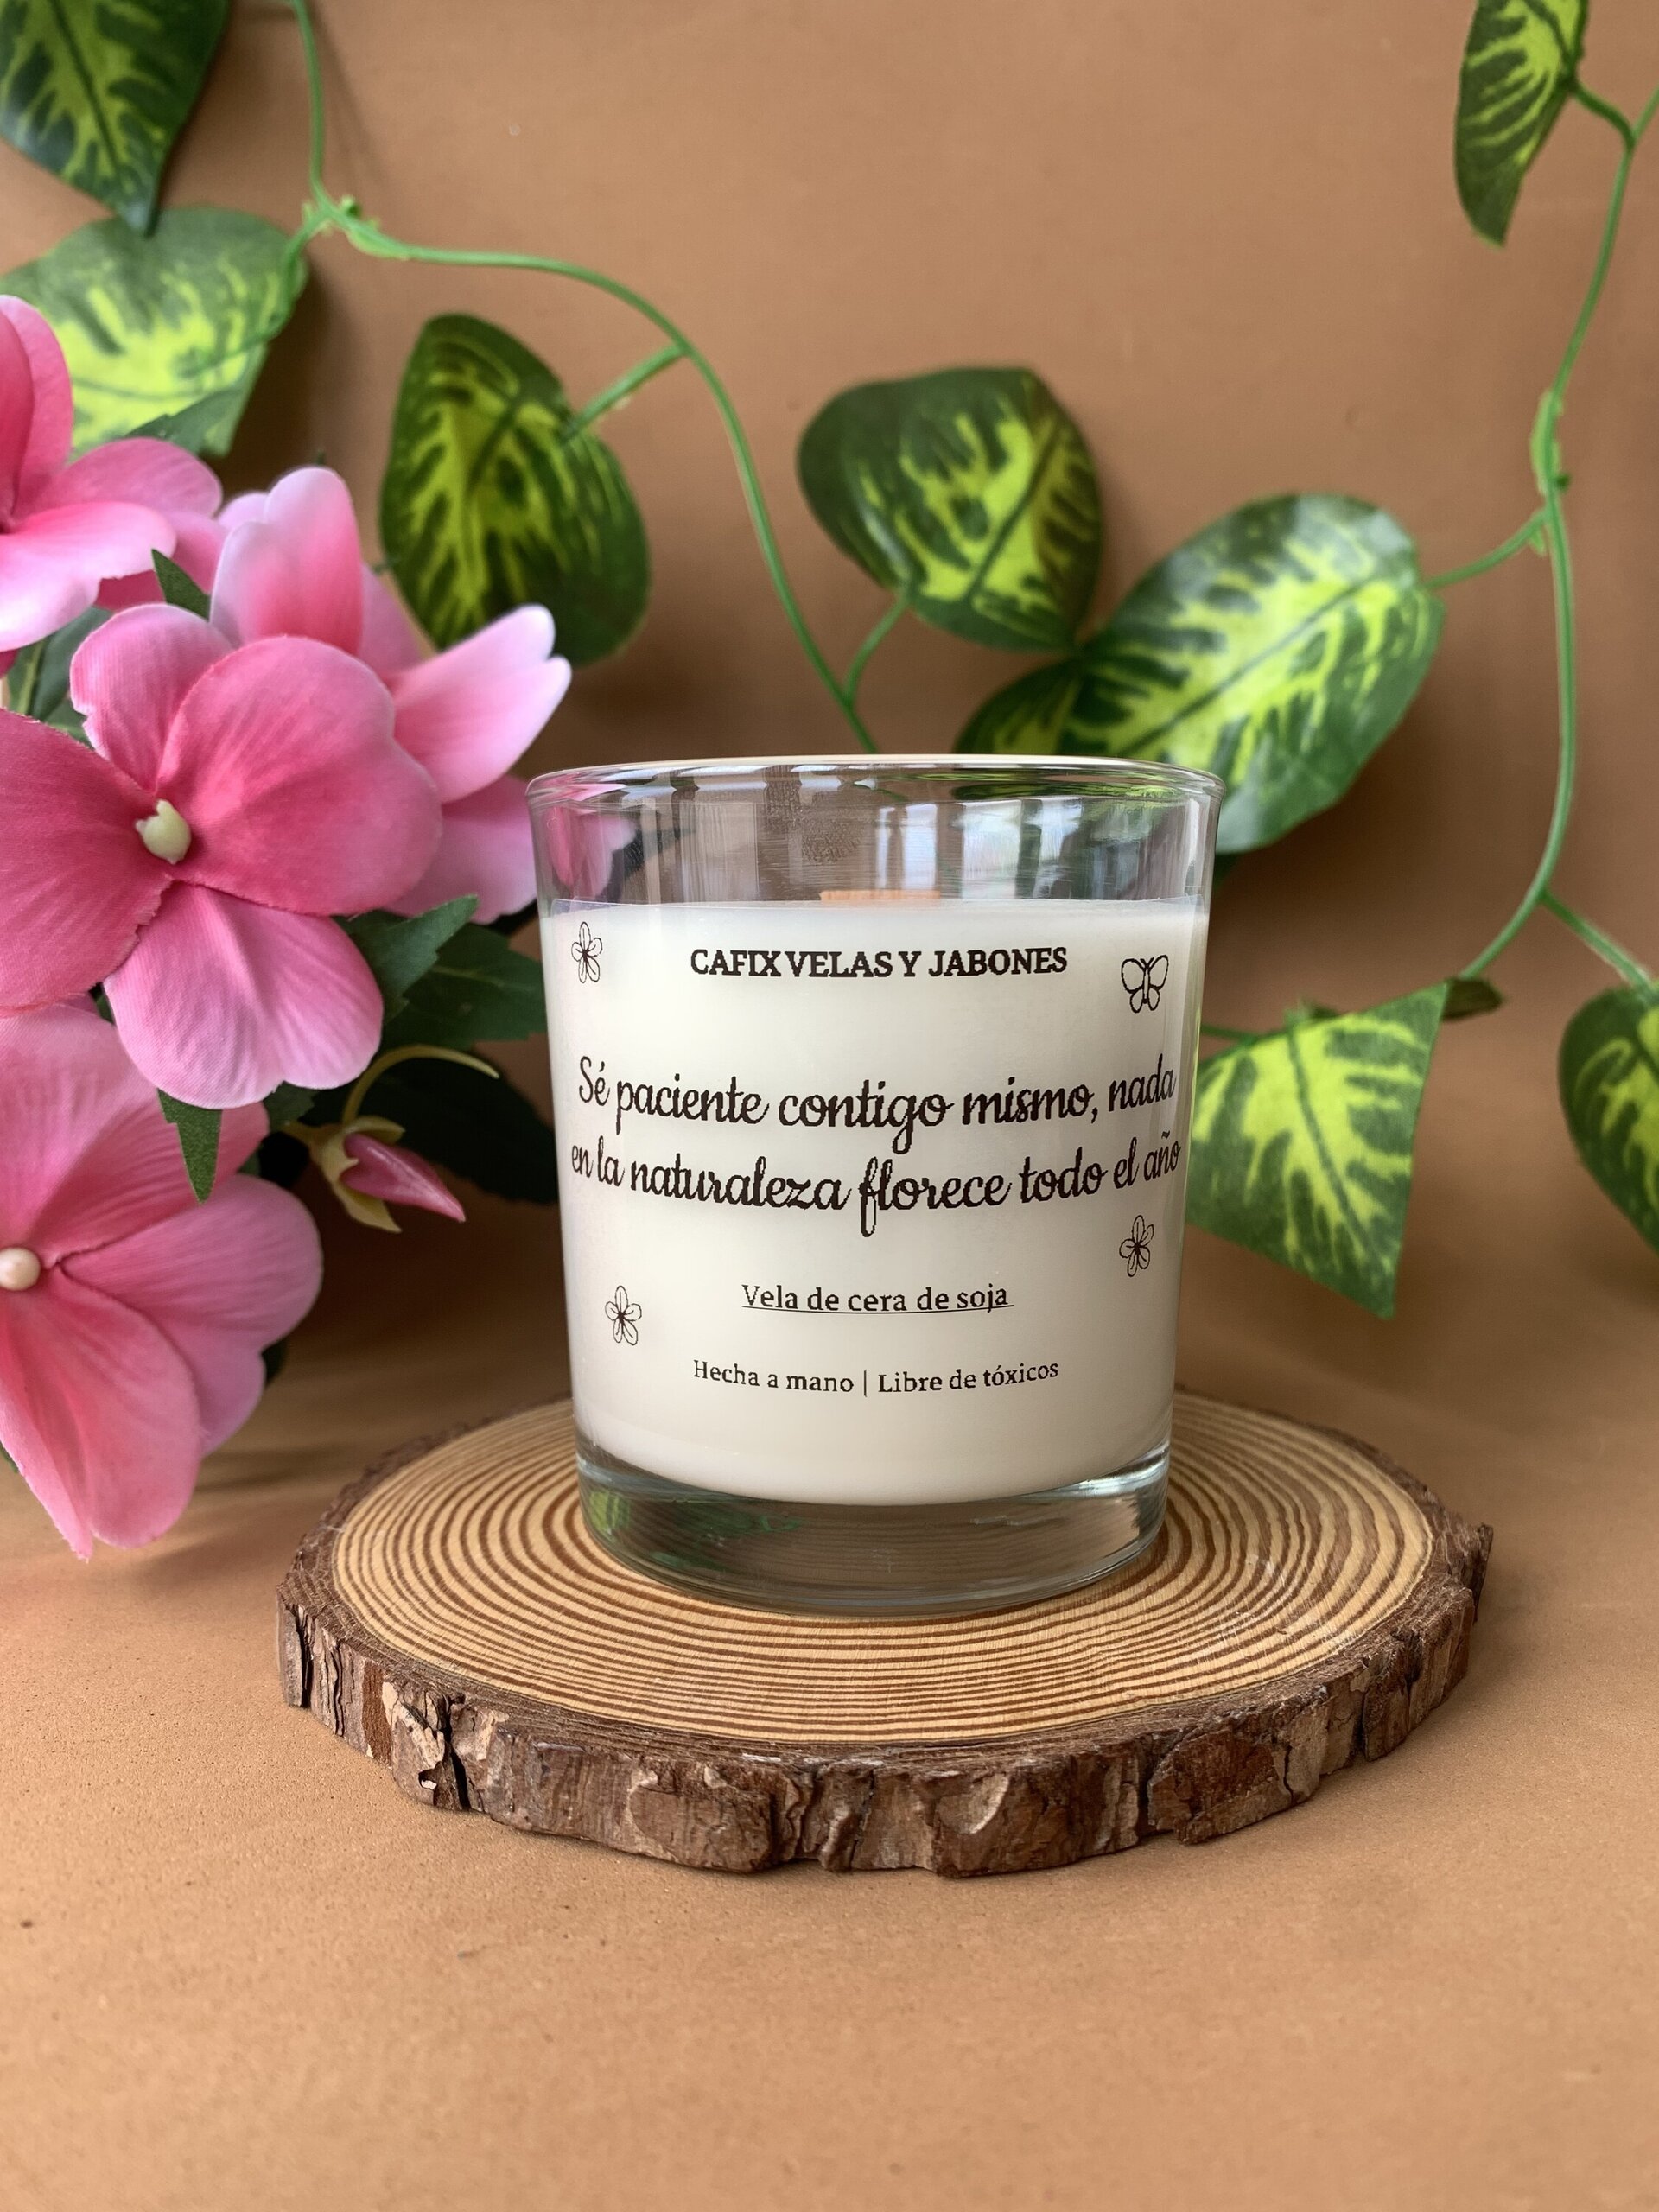 CAFIX VELAS Y JABONES
Sé paciente contigo mismo, nada
en la naturaleza florece todo el año
Vela de cera de soja
Hecha a mano | Libre de tóxicos